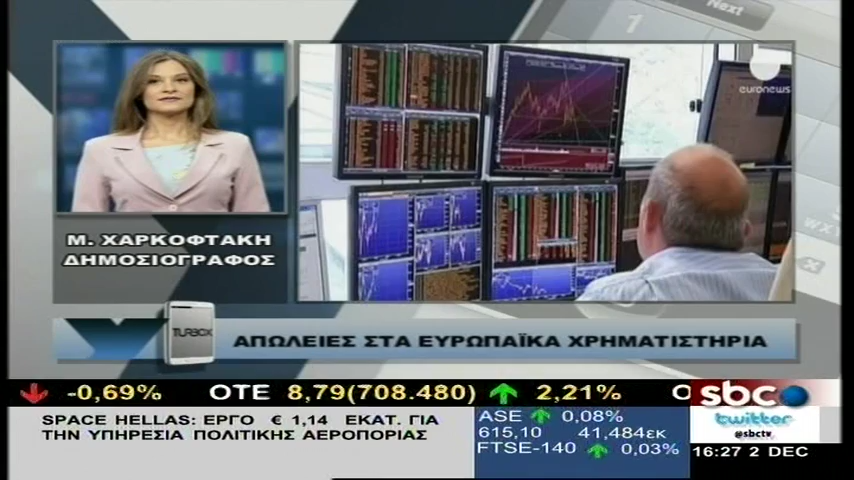 Next
1
euronews
Μ. ΧΑΡΚΟΦΤΑΚΗ
ΔΗΜΟΣΙΟΓΡΑΦΟΣ
TURBOX
ΑΠΩΛΕΙΕΣ ΣΤΑ ΕΥΡΩΠΑΪΚΑ ΧΡΗΜΑΤΙΣΤΗΡΙΑ
-0,69% ΟΤΕ 8,79(708.480) 2,21% Ο
sbc
SPACE HELLAS: ΕΡΓΟ € 1,14 ΕΚΑΤ. ΓΙΑ
ΤΗΝ ΥΠΗΡΕΣΙΑ ΠΟΛΙΤΙΚΗΣ ΑΕΡΟΠΟΡΙΑΣ
ASE 0,08%
615,10 41,484εκ
FTSE-140 0,03%
twitter
@sbctv
16:27 2 DEC